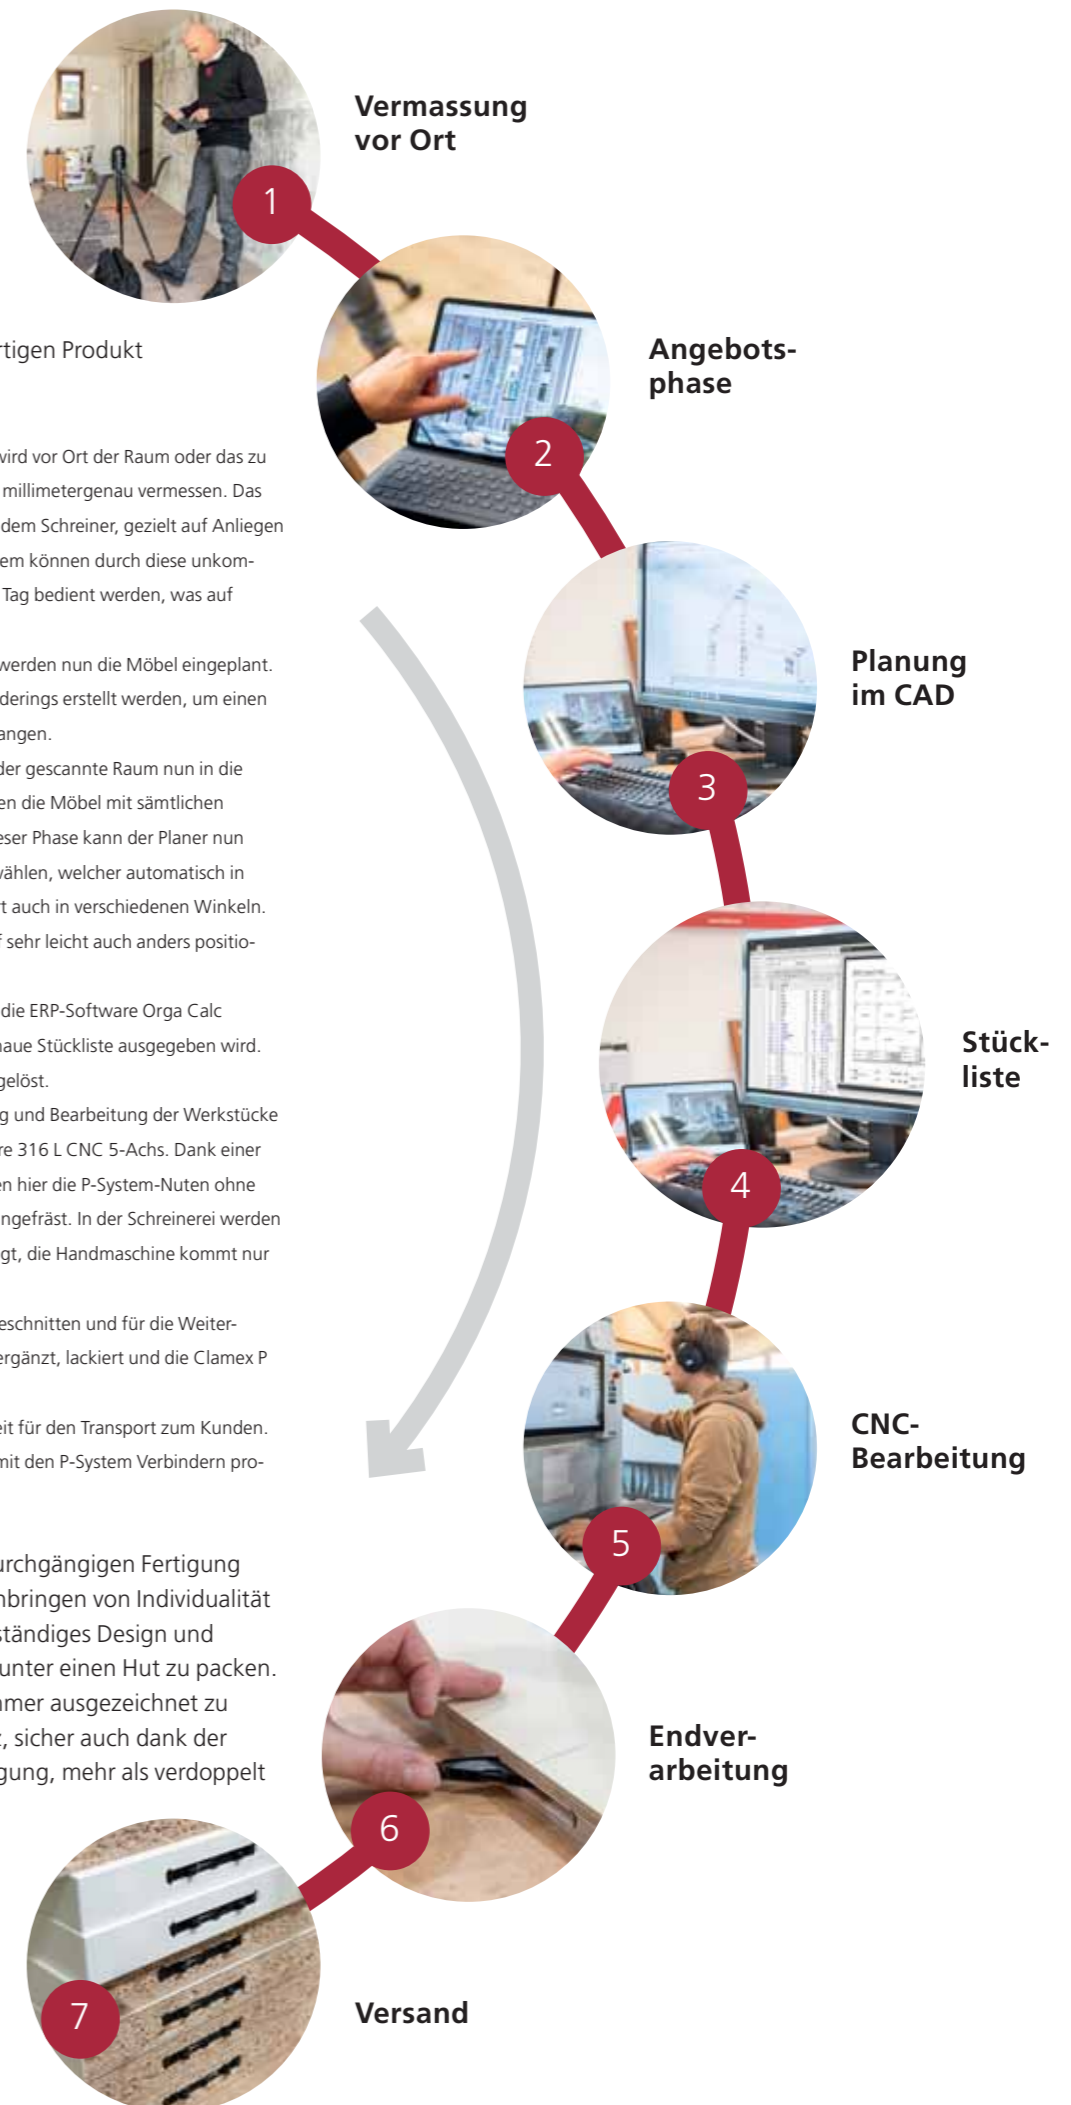 Vermassung
vor Ort
1
rtigen Produkt
Angebots-
phase
2
wird vor Ort der Raum oder das zu
millimetergenau vermessen. Das
dem Schreiner, gezielt auf Anliegen
em können durch diese unkom-
Tag bedient werden, was auf
werden nun die Möbel eingeplant.
derings erstellt werden, um einen
angen.
der gescannte Raum nun in die
en die Möbel mit sämtlichen
eser Phase kann der Planer nun
wählen, welcher automatisch in
rt auch in verschiedenen Winkeln.
f sehr leicht auch anders positio-
Planung
im CAD
3
die ERP-Software Orga Calc
naue Stückliste ausgegeben wird.
gelöst.
g und Bearbeitung der Werkstücke
re 316 L CNC 5-Achs. Dank einer
en hier die P-System-Nuten ohne
ngefräst. In der Schreinerei werden
gt, die Handmaschine kommt nur
Stück-
liste
4
eschnitten und für die Weiter-
ergänzt, lackiert und die Clamex P
eit für den Transport zum Kunden.
mit den P-System Verbindern pro-
CNC-
Bearbeitung
5
urchgängigen Fertigung
nbringen von Individualität
ständiges Design und
unter einen Hut zu packen.
mmer ausgezeichnet zu
z, sicher auch dank der
gung, mehr als verdoppelt
Endver-
arbeitung
6
7
Versand